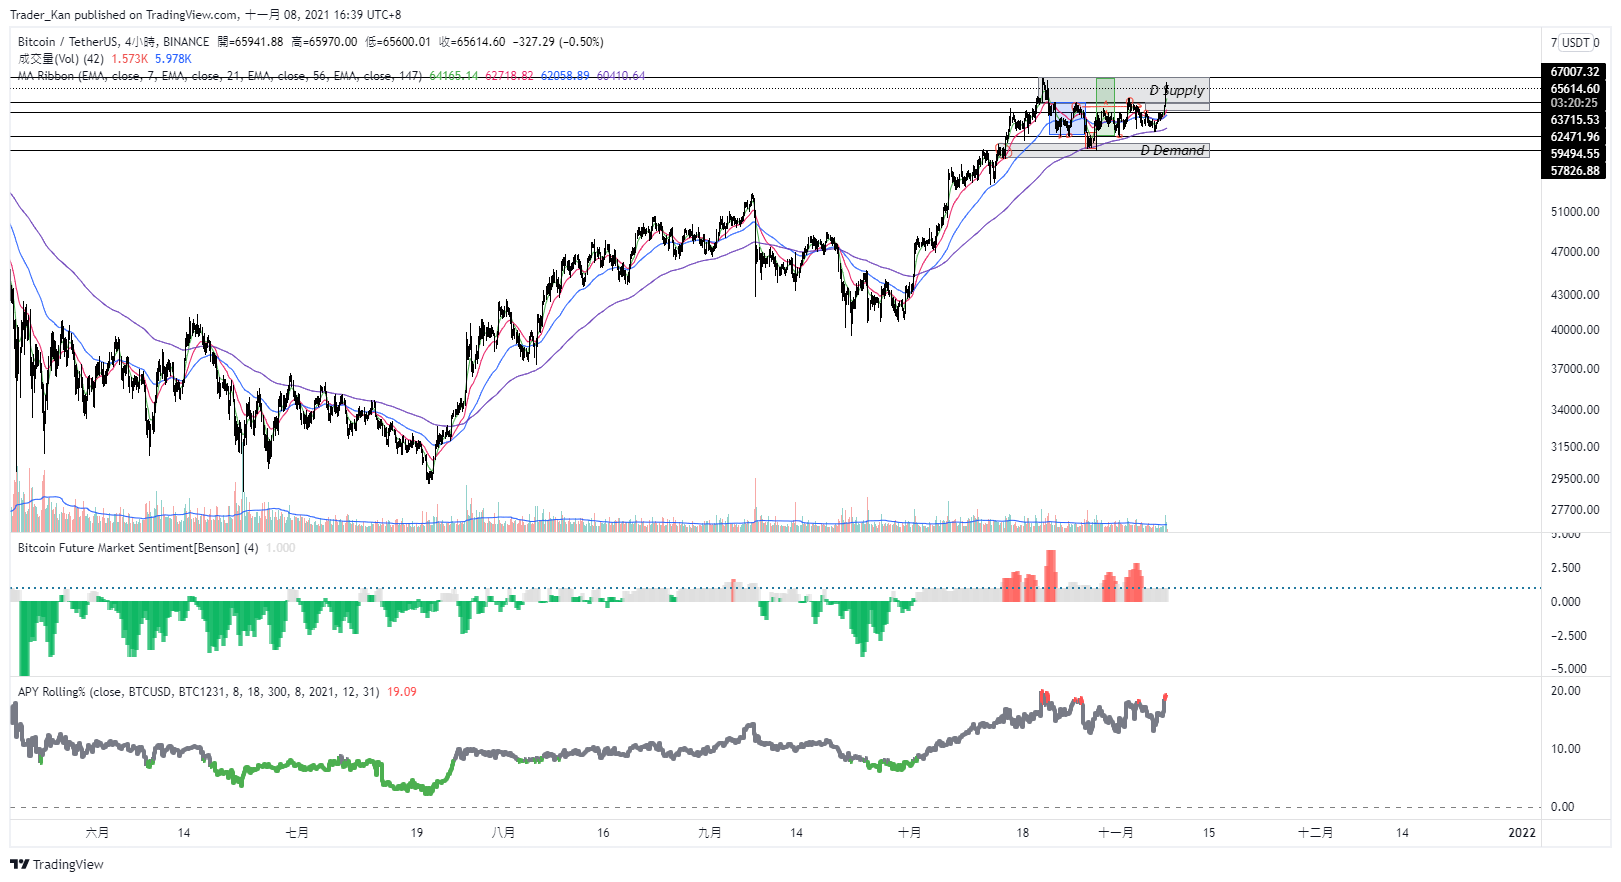 Trader_Kan published on TradingView.com, 十一月 08, 2021 16:39 UTC+8
Bitcoin / TetherUS, 4小時, BINANCE 開=65941.88 高=65970.00 低=65600.01 收=65614.60 −327.29 (−0.50%)
成交量(Vol) (42) 1.573K 5.978K
MA Ribbon (EMA, close, 7, EMA, close, 21, EMA, close, 56, EMA, close, 147) 64165.14 62718.82 62058.89 60410.64
USDT
67007.32
65614.60
03:20:25
63715.53
62471.96
59494.55
57826.88
51000.00
47000.00
43000.00
40000.00
37000.00
34000.00
31500.00
29500.00
27700.00
D Supply
D Demand
Bitcoin Future Market Sentiment[Benson] (4) 1.000
5.000
2.500
0.000
−2.500
−5.000
APY Rolling% (close, BTCUSD, BTC1231, 8, 18, 300, 8, 2021, 12, 31) 19.09
20.00
10.00
0.00
六月 14 七月 19 八月 16 九月 14 十月 18 十一月 15 十二月 14 2022
TradingView